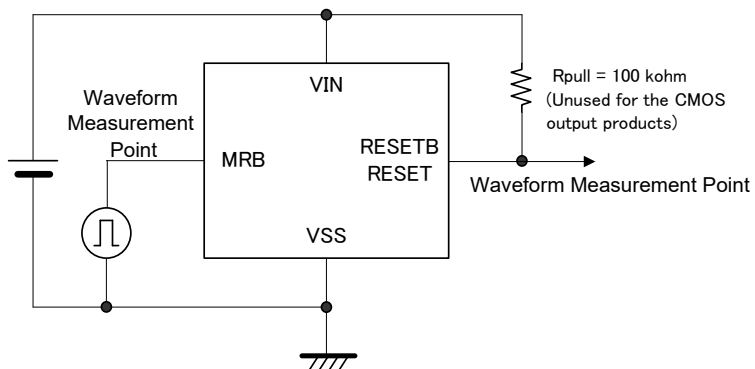 VIN
Rpull = 100 kohm
(Unused for the CMOS
output products)
Waveform
Measurement
Point
MRB
RESETB
RESET
Waveform Measurement Point
VSS